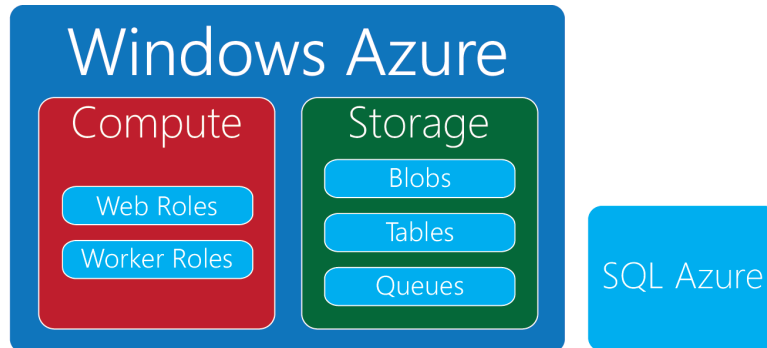 Windows Azure
Compute
Web Roles
Worker Roles
Storage
Blobs
Tables
Queues
SQL Azure